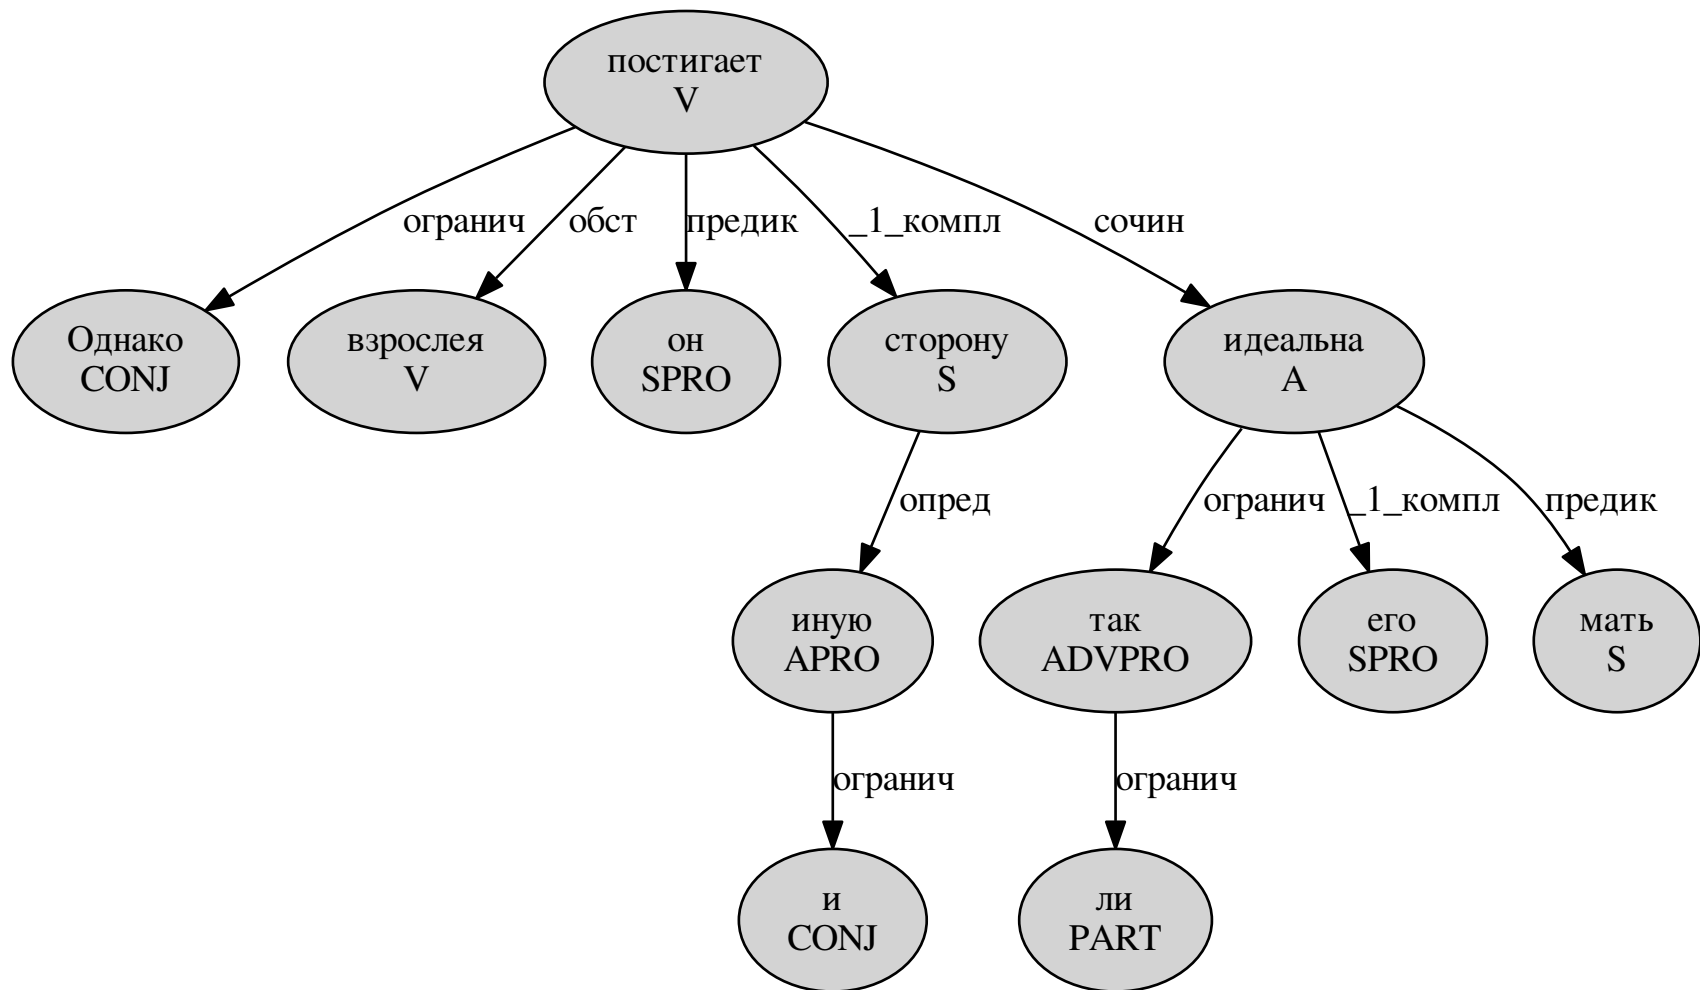 постигает
V
огранич
обст
предик
_1_компл
сочин
Однако
CONJ
взрослея
V
он
SPRO
сторону
S
идеальна
A
опред
огранич
_1_компл
предик
иную
APRO
так
ADVPRO
его
SPRO
мать
S
огранич
огранич
и
CONJ
ли
PART